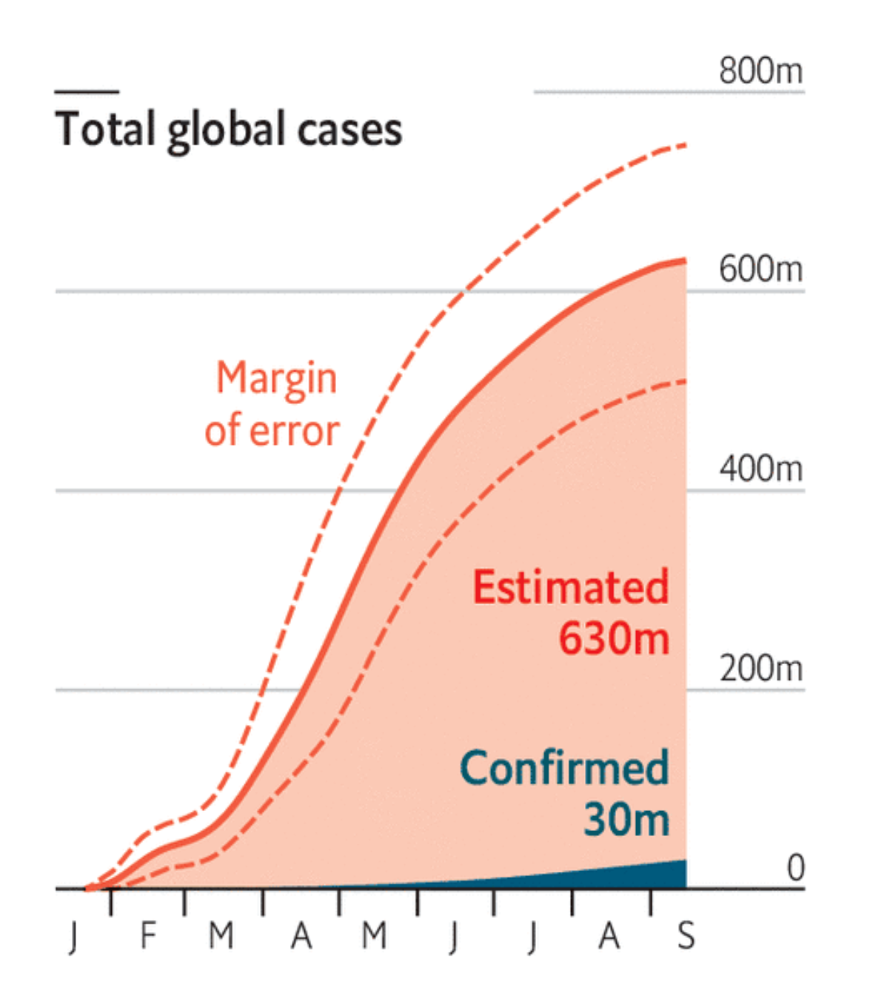 800m
Total global cases
600m
Margin
of error
400m
Estimated
630m
200m
Confirmed
30m
0
J F M A M J J A S